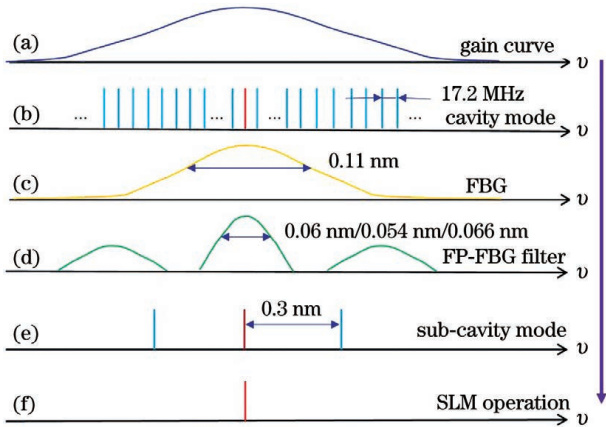 (a)
gain curve
υ
(b)
...
...
...
...
17.2 MHz
cavity mode
υ
(c)
0.11 nm
FBG
υ
(d)
0.06 nm/0.054 nm/0.066 nm
FP-FBG filter
υ
(e)
0.3 nm
sub-cavity mode
υ
(f)
SLM operation
υ